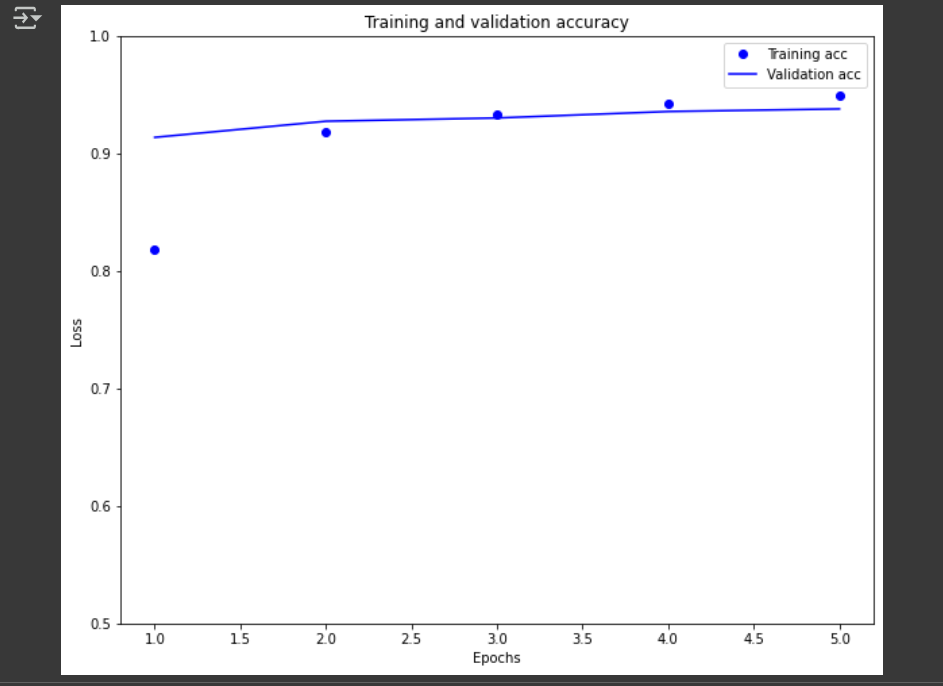 Training and validation accuracy
1.0
Training acc
Validation acc
0.9
0.8
Loss
0.7
0.6
0.5
1.0 1.5 2.0 2.5 3.0 3.5 4.0 4.5 5.0
Epochs